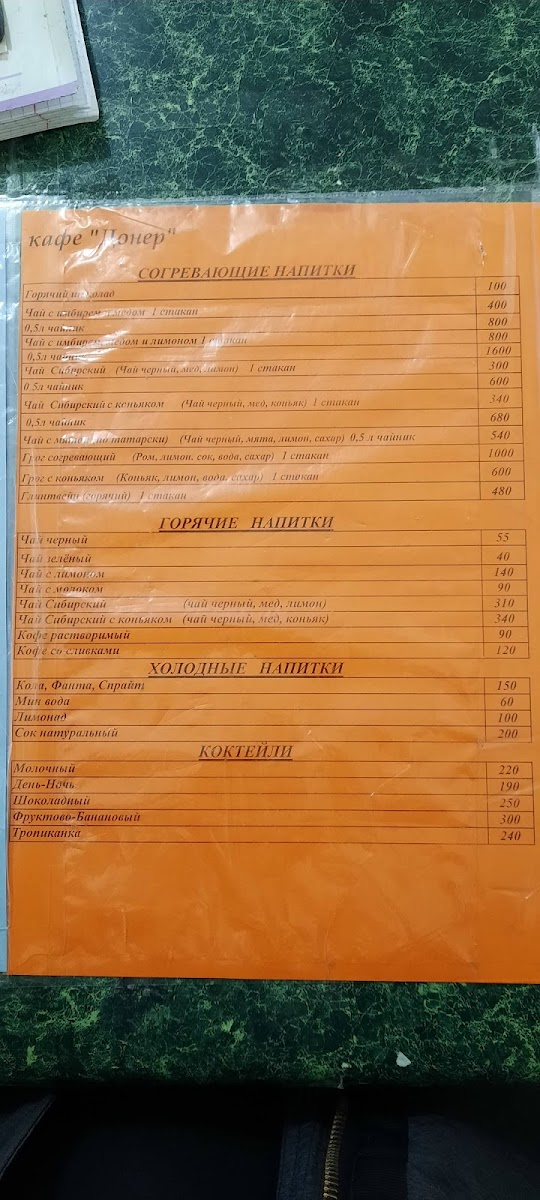 кафе "Донер"
СОГРЕВАЮЩИЕ НАПИТКИ
Горячий шоколад 100
Чай с имбирем и медом 1 стакан 400
0,5л чайник 800
Чай с имбирем, медом и лимоном 1 стакан 800
0,5л чайник 1600
Чай Сибирский (Чай черный, мед, лимон) 1 стакан 300
0 5л чайник 600
Чай Сибирский с коньяком (Чай черный, мед, коньяк) 1 стакан 340
0,5л чайник 680
Чай с мятой (по татарски) (Чай черный, мята, лимон, сахар) 0,5 л чайник 540
Грог согревающий (Ром, лимон. сок, вода, сахар) 1 стакан 1000
Грог с коньяком (Коньяк, лимон, вода, сахар) 1 стакан 600
Глинтвейн (горячий) 1 стакан 480
ГОРЯЧИЕ НАПИТКИ
Чай черный 55
Чай зелёный 40
Чай с лимоном 140
Чай с молоком 90
Чай Сибирский (чай черный, мед, лимон) 310
Чай Сибирский с коньяком (чай черный, мед, коньяк) 340
Кофе растворимый 90
Кофе со сливками 120
ХОЛОДНЫЕ НАПИТКИ
Кола, Фанта, Спрайт 150
Мин вода 60
Лимонад 100
Сок натуральный 200
КОКТЕЙЛИ
Молочный 220
День-Ночь 190
Шоколадный 250
Фруктово-Банановый 300
Тропиканка 240